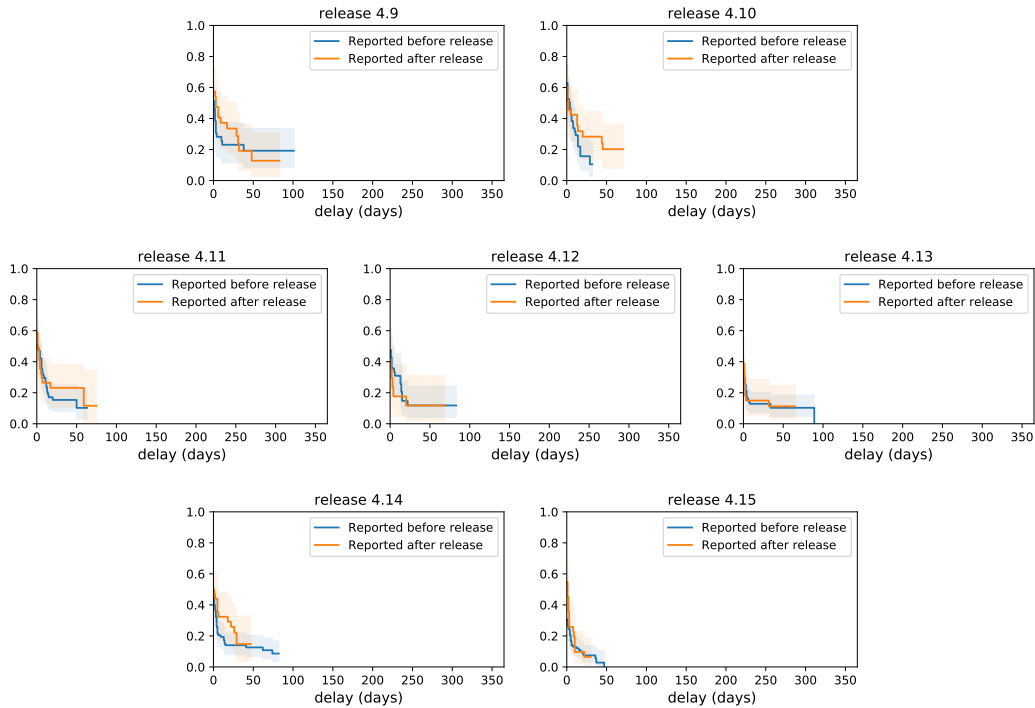 release 4.9
1.0
0.8
0.6
0.4
0.2
0.0
Reported before release
Reported after release
0 50 100 150 200 250 300 350
delay (days)
release 4.10
1.0
0.8
0.6
0.4
0.2
0.0
Reported before release
Reported after release
0 50 100 150 200 250 300 350
delay (days)
release 4.11
1.0
0.8
0.6
0.4
0.2
0.0
Reported before release
Reported after release
0 50 100 150 200 250 300 350
delay (days)
release 4.12
1.0
0.8
0.6
0.4
0.2
0.0
Reported before release
Reported after release
0 50 100 150 200 250 300 350
delay (days)
release 4.13
1.0
0.8
0.6
0.4
0.2
0.0
Reported before release
Reported after release
0 50 100 150 200 250 300 350
delay (days)
release 4.14
1.0
0.8
0.6
0.4
0.2
0.0
Reported before release
Reported after release
0 50 100 150 200 250 300 350
delay (days)
release 4.15
1.0
0.8
0.6
0.4
0.2
0.0
Reported before release
Reported after release
0 50 100 150 200 250 300 350
delay (days)